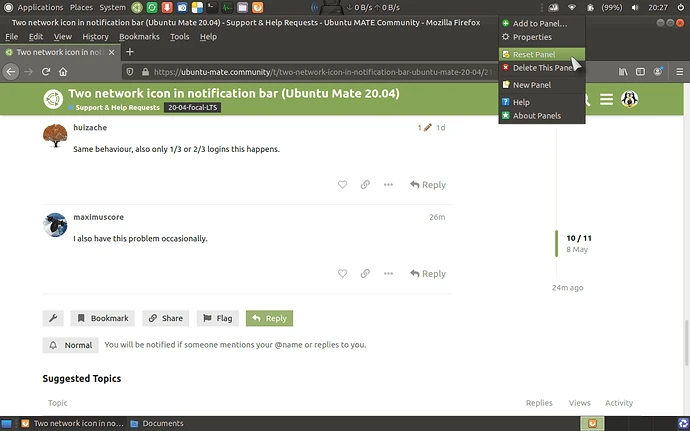 Applications Places System 0 B/s 0 B/s (99%) 20:27
Two network icon in notification bar (Ubuntu Mate 20.04) - Support & Help Requests - Ubuntu MATE Community - Mozilla Firefox
File Edit View History Bookmarks Tools Help
Two network icon in noti
https://ubuntu-mate.community/t/two-network-icon-in-notification-bar-ubuntu-mate-20-04/21
Add to Panel...
Properties
Reset Panel
Delete This Panel
New Panel
Help
About Panels
Two network icon in notification bar (Ubuntu Mate 20.04)
Support & Help Requests 20-04-focal-LTS
huizache 1 1d
Same behaviour, also only 1/3 or 2/3 logins this happens.
Reply
maximuscore 26m
I also have this problem occasionally.
Reply
10 / 11
8 May
24m ago
Bookmark Share Flag Reply
Normal You will be notified if someone mentions your @name or replies to you.
Suggested Topics
Topic Replies Views Activity
Two network icon in no... Documents